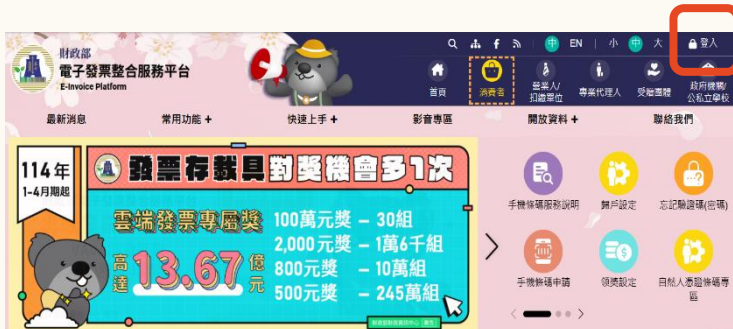 財政部
電子發票整合服務平台
E-Invoice Platform
中 EN | 小 中 大 登入
首頁
消費者
營業人/
扣繳單位
專業代理人
受贈團體
政府機關/
公私立學校
最新消息 常用功能 + 快速上手 + 影音專區 開放資料 + 聯絡我們
114年
1-4月期起
發票存載具對獎機會多1次
雲端發票專屬獎
高達13.67億元
100萬元獎 – 30組
2,000元獎 – 1萬6千組
800元獎 – 10萬組
500元獎 – 245萬組
手機條碼服務說明
歸戶設定
忘記驗證碼(密碼)
手機條碼申請
領獎設定
自然人憑證條碼專
區